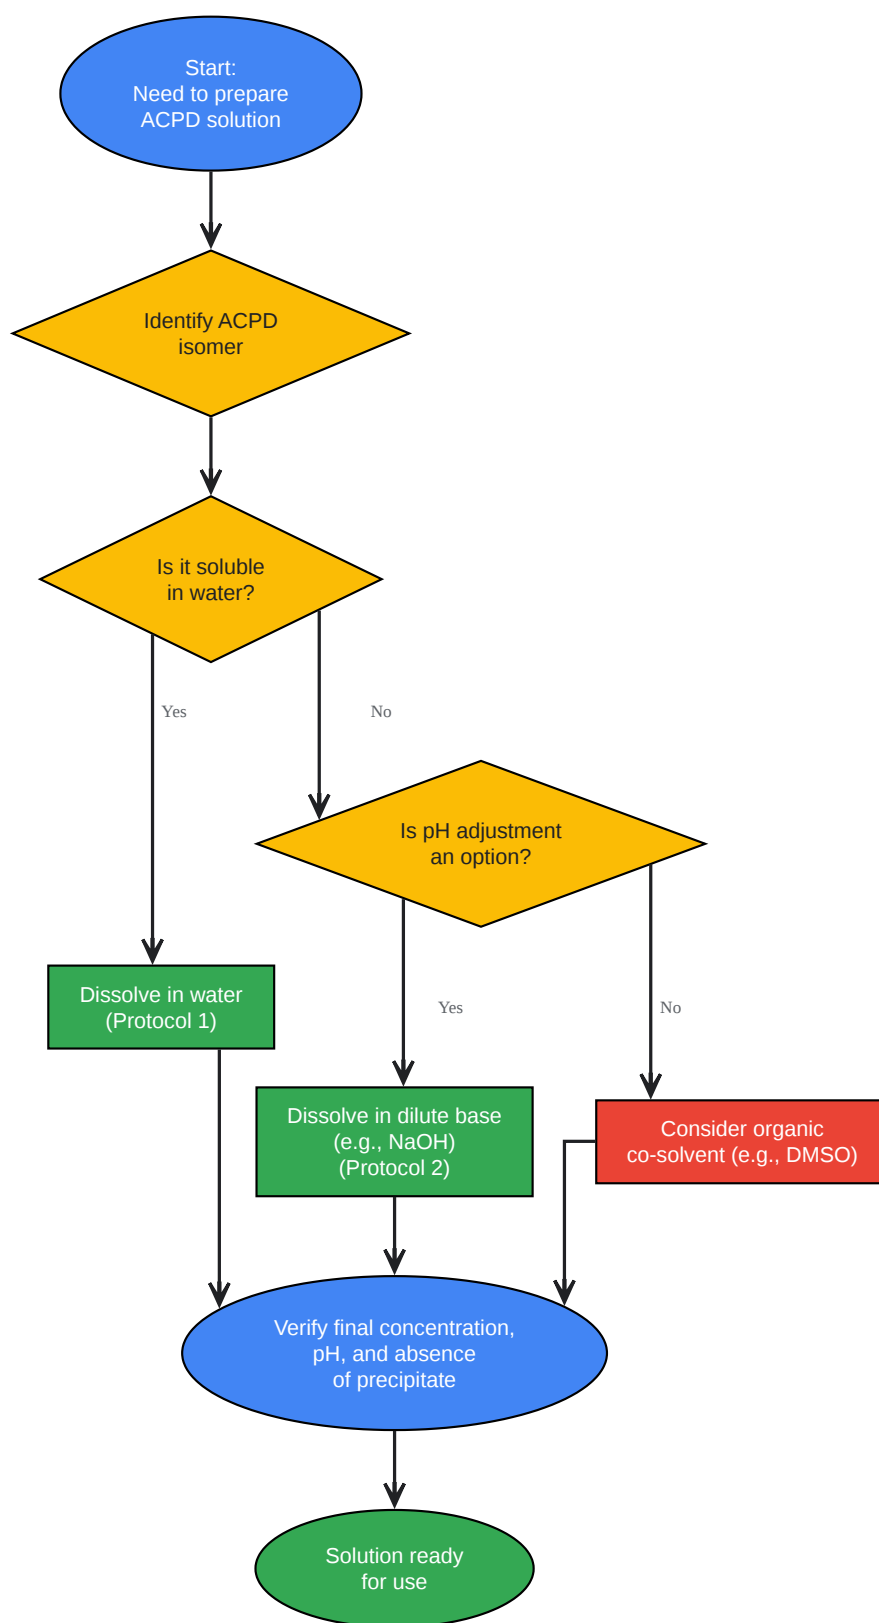 Start:
Need to prepare
ACPD solution
Identify ACPD
isomer
Is it soluble
in water?
Yes
No
Is pH adjustment
an option?
Dissolve in water
(Protocol 1)
Yes
No
Dissolve in dilute base
(e.g., NaOH)
(Protocol 2)
Consider organic
co-solvent (e.g., DMSO)
Verify final concentration,
pH, and absence
of precipitate
Solution ready
for use